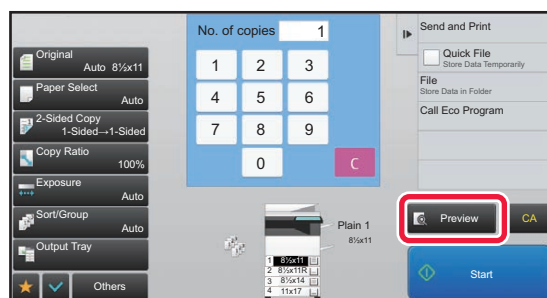 No. of copies 1
Original
Auto 8½x11
Paper Select
Auto
2-Sided Copy
1-Sided→1-Sided
Copy Ratio
100%
Exposure
Auto
Sort/Group
Auto
Output Tray
Others
1 2 3
4 5 6
7 8 9
0 C
Plain 1
8½x11
1 8½x11
2 8½x11R
3 8½x14
4 11x17
Send and Print
Quick File
Store Data Temporarily
File
Store Data in Folder
Call Eco Program
Preview
CA
Start